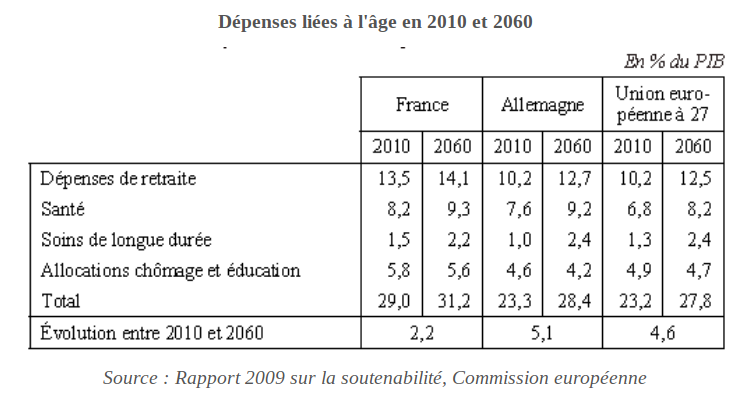 Dépenses liées à l'âge en 2010 et 2060
En % du PIB
France Allemagne Union euro-
péenne à 27
2010 2060 2010 2060 2010 2060
Dépenses de retraite 13,5 14,1 10,2 12,7 10,2 12,5
Santé 8,2 9,3 7,6 9,2 6,8 8,2
Soins de longue durée 1,5 2,2 1,0 2,4 1,3 2,4
Allocations chômage et éducation 5,8 5,6 4,6 4,2 4,9 4,7
Total 29,0 31,2 23,3 28,4 23,2 27,8
Évolution entre 2010 et 2060 2,2 5,1 4,6
Source : Rapport 2009 sur la soutenabilité, Commission européenne